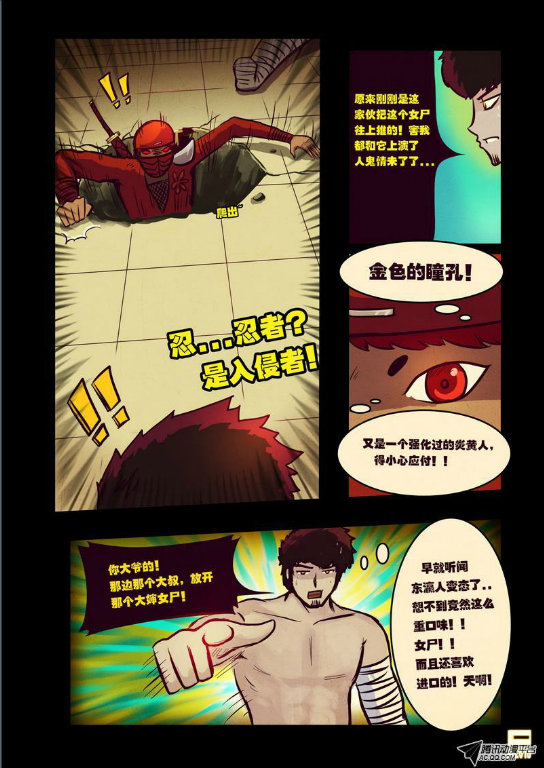 !!
爬出~
忍...忍者?
是入侵者!
!!
原来刚刚是这
家伙把这个女尸
往上推的!害我
都和它上演了
人鬼情未了了...
金色的瞳孔!
又是一个强化过的炎黄人,
得小心应付!!
你大爷的!
那边那个大叔,放开
那个大婶女尸!
早就听闻
东瀛人变态了..
想不到竟然这么
重口味!!
女尸!!
而且还喜欢
进口的!天啊!
腾讯动漫平台
AC.QQ.COM